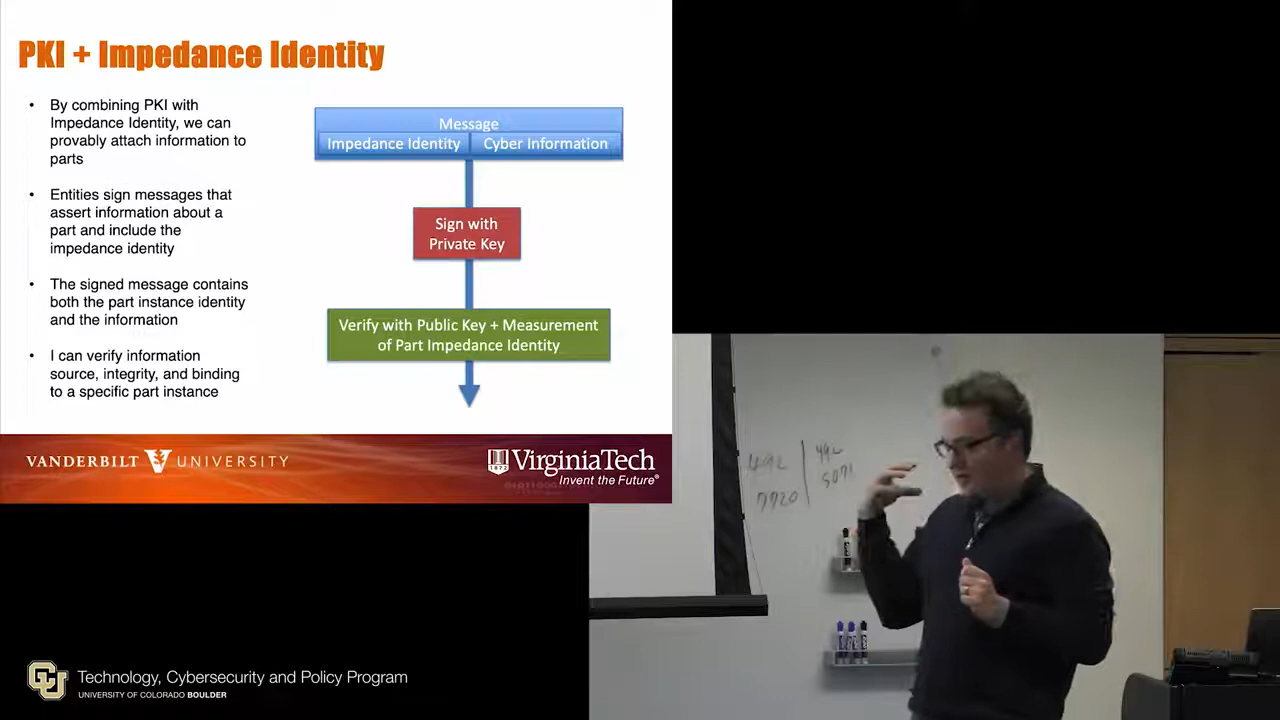 PKI + Impedance Identity
• By combining PKI with
Impedance Identity, we can
provably attach information to
parts
• Entities sign messages that
assert information about a
part and include the
impedance identity
• The signed message contains
both the part instance identity
and the information
• I can verify information
source, integrity, and binding
to a specific part instance
Message
Impedance Identity
Cyber Information
Sign with
Private Key
Verify with Public Key + Measurement
of Part Impedance Identity
VANDERBILT V UNIVERSITY
1872
VirginiaTech
Invent the Future®
7720
CU
Technology, Cybersecurity and Policy Program
UNIVERSITY OF COLORADO BOULDER